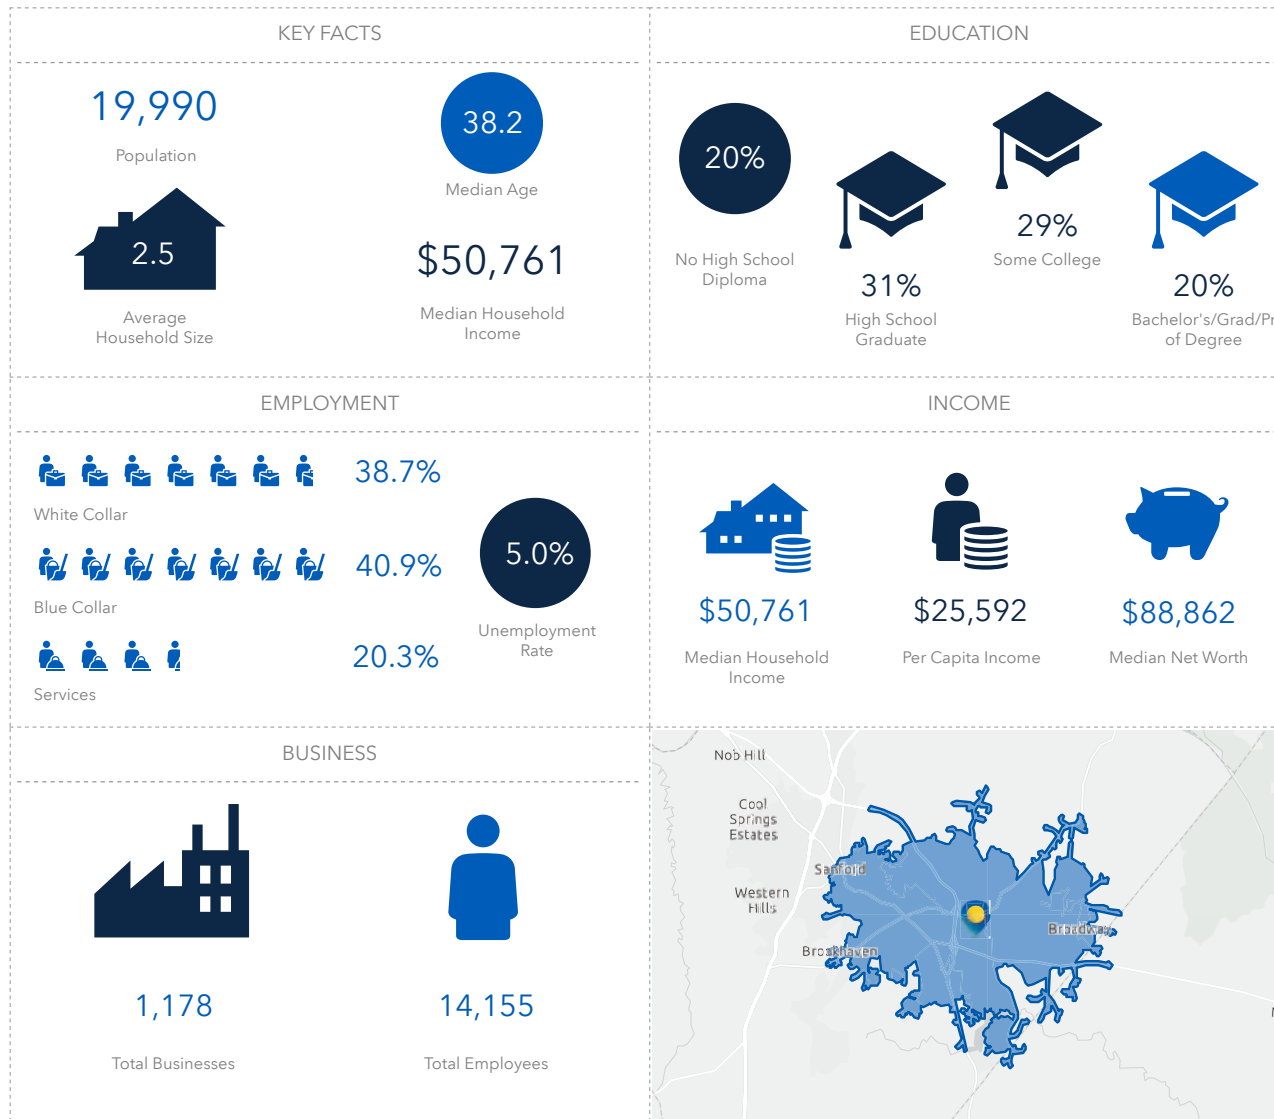 KEY FACTS
19,990
Population
38.2
Median Age
2.5
Average
Household Size
$50,761
Median Household
Income
EDUCATION
20%
No High School
Diploma
31%
High School
Graduate
29%
Some College
20%
Bachelor's/Grad/Pr
of Degree
EMPLOYMENT
38.7%
White Collar
40.9%
Blue Collar
20.3%
Services
5.0%
Unemployment
Rate
INCOME
$50,761
Median Household
Income
$25,592
Per Capita Income
$88,862
Median Net Worth
BUSINESS
1,178
Total Businesses
14,155
Total Employees
Nob Hill
Cool
Springs
Estates
Sanford
Western
Hills
Brookhaven
Broadway